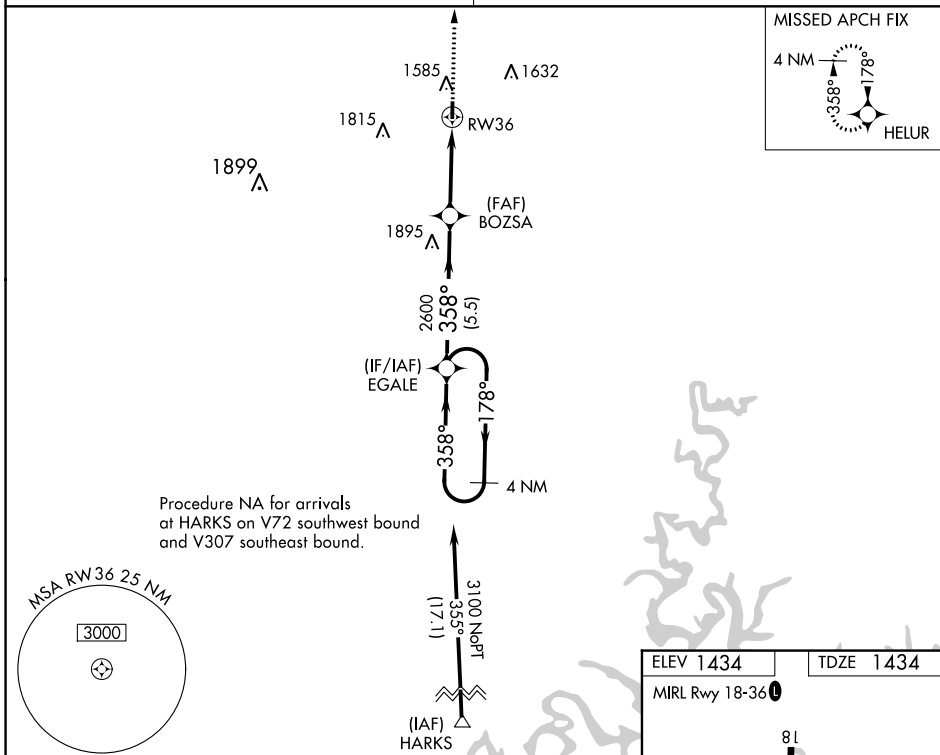 MISSED APCH FIX
4 NM
358°
178°
HELUR
1585
1632
1815
RW36
1899
(FAF)
BOZSA
1895
2600
358°
(5.5)
(IF/IAF)
EGALE
358°
178°
4 NM
Procedure NA for arrivals
at HARKS on V72 southwest bound
and V307 southeast bound.
MSA RW36 25 NM
3000
3100 NoPT
355°
(17.1)
(IAF)
HARKS
ELEV 1434
TDZE 1434
MIRL Rwy 18-36 L
18